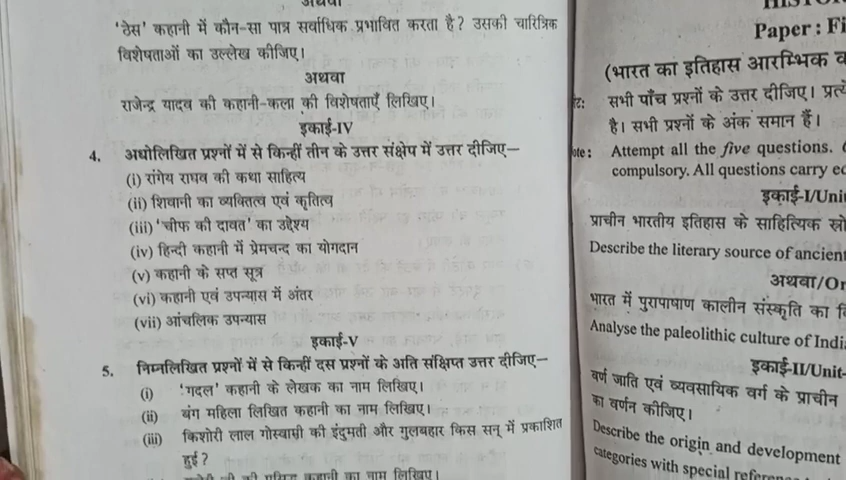 अथवा
'ठेस' कहानी में कौन-सा पात्र सर्वाधिक प्रभावित करता है? उसकी चारित्रिक
विशेषताओं का उल्लेख कीजिए।
अथवा
राजेन्द्र यादव की कहानी-कला की विशेषताएँ लिखिए।
इकाई-IV
4. अधोलिखित प्रश्नों में से किन्हीं तीन के उत्तर संक्षेप में उत्तर दीजिए—
(i) रांगेय राघव की कथा साहित्य
(ii) शिवानी का व्यक्तित्व एवं कृतित्व
(iii) 'चीफ की दावत' का उद्देश्य
(iv) हिन्दी कहानी में प्रेमचन्द का योगदान
(v) कहानी के सप्त सूत्र
(vi) कहानी एवं उपन्यास में अंतर
(vii) आंचलिक उपन्यास
इकाई-V
5. निम्नलिखित प्रश्नों में से किन्हीं दस प्रश्नों के अति संक्षिप्त उत्तर दीजिए—
(i) 'गदल' कहानी के लेखक का नाम लिखिए।
(ii) बंग महिला लिखित कहानी का नाम लिखिए।
(iii) किशोरी लाल गोस्वामी की इंदुमती और गुलबहार किस सन् में प्रकाशित
हुई?
कहानी का नाम लिखिए।
Paper : Fi
(भारत का इतिहास आरम्भिक
सभी पाँच प्रश्नों के उत्तर दीजिए।
है। सभी प्रश्नों के अंक समान हैं।
ote : Attempt all the five questions.
compulsory. All questions carry
इकाई-I/Uni
प्राचीन भारतीय इतिहास के साहित्यिक
Describe the literary source of ancien
अथवा/Or
भारत में पुरापाषाण कालीन संस्कृति का
Analyse the paleolithic culture of Indi
इकाई-II/Unit-
वर्ण जाति एवं व्यवसायिक वर्ग के प्राचीन
का वर्णन कीजिए।
Describe the origin and development
categories with special